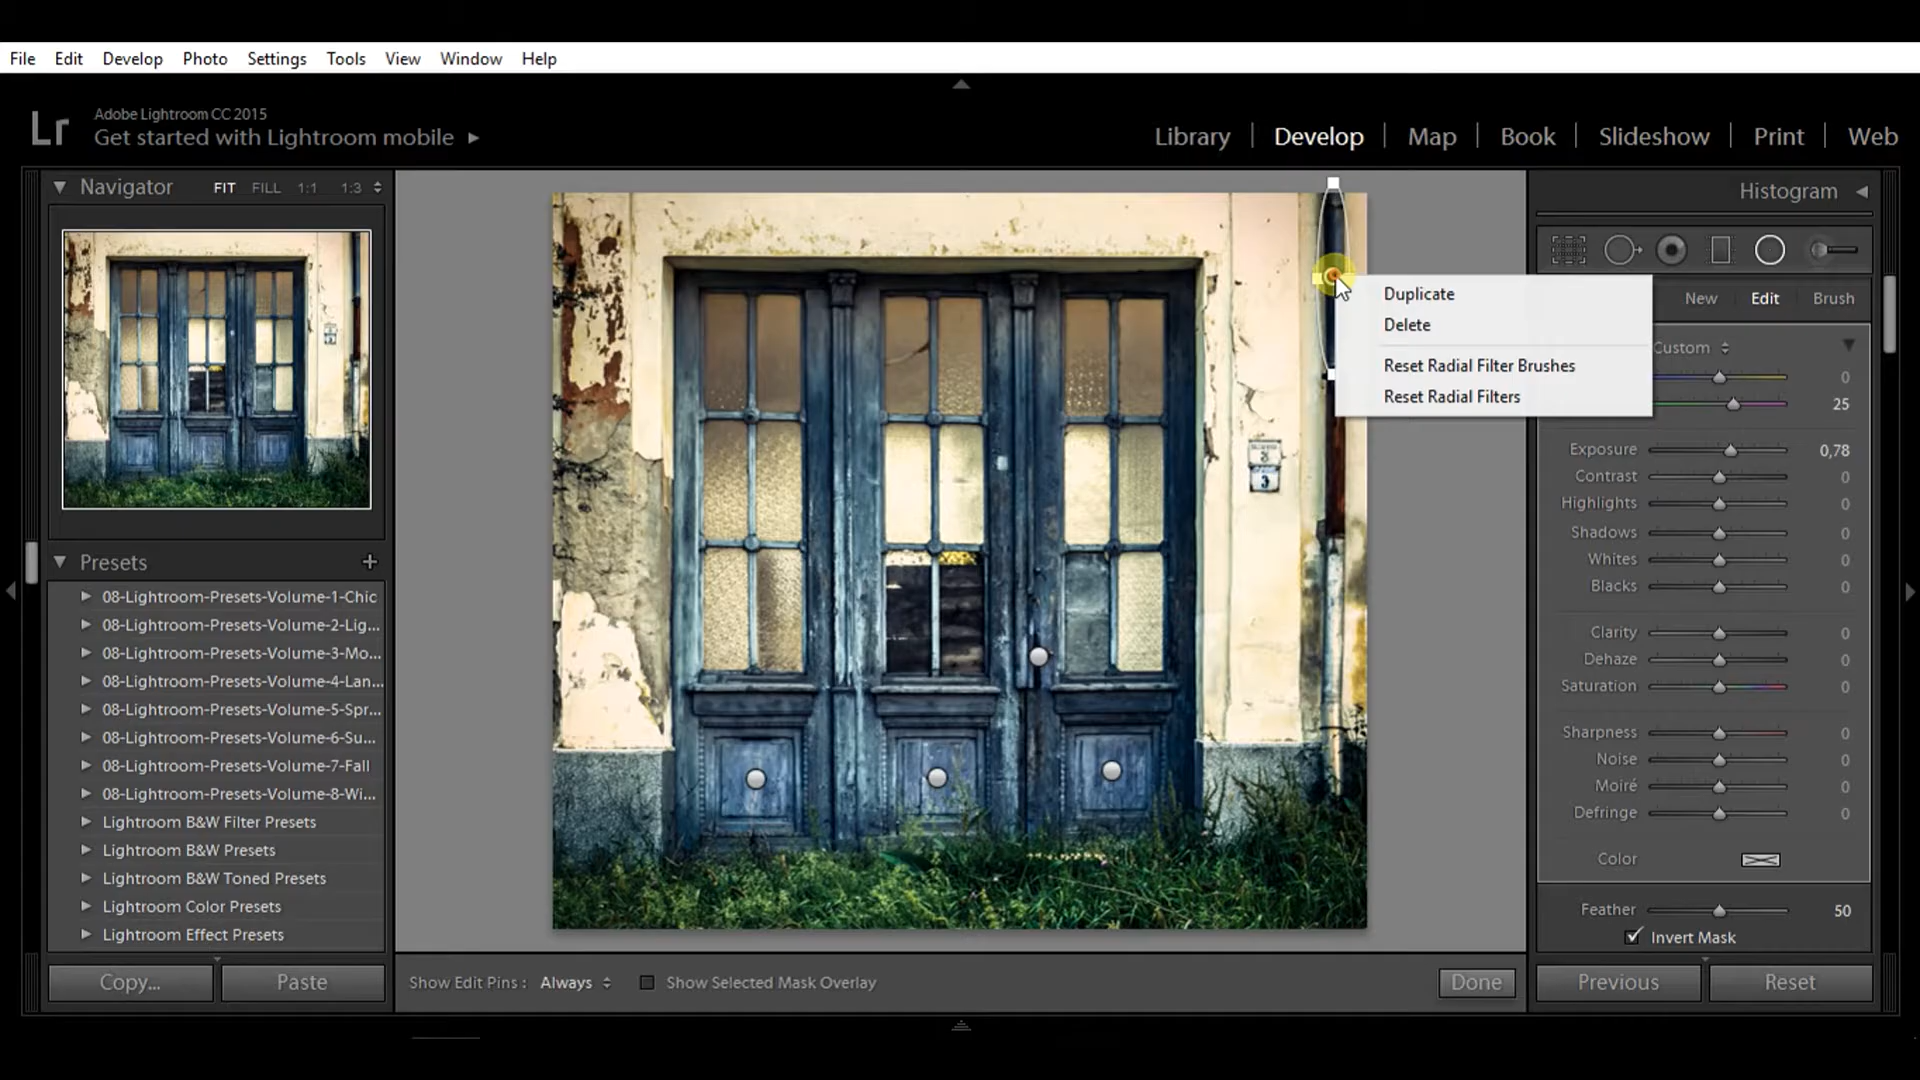 File Edit Develop Photo Settings Tools View Window Help
Lr
Adobe Lightroom CC 2015
Get started with Lightroom mobile
Library Develop Map Book Slideshow Print Web
Navigator FIT FILL 1:1 1:3
Histogram
New Edit Brush
Duplicate
Delete
Reset Radial Filter Brushes
Reset Radial Filters
Custom
0
25
Exposure 0,78
Contrast 0
Highlights 0
Shadows 0
Whites 0
Blacks 0
Clarity 0
Dehaze 0
Saturation 0
Sharpness 0
Noise 0
Moiré 0
Defringe 0
Color
Feather 50
Invert Mask
Presets
08-Lightroom-Presets-Volume-1-Chic
08-Lightroom-Presets-Volume-2-Lig...
08-Lightroom-Presets-Volume-3-Mo...
08-Lightroom-Presets-Volume-4-Lan...
08-Lightroom-Presets-Volume-5-Spr...
08-Lightroom-Presets-Volume-6-Su...
08-Lightroom-Presets-Volume-7-Fall
08-Lightroom-Presets-Volume-8-Wi...
Lightroom B&W Filter Presets
Lightroom B&W Presets
Lightroom B&W Toned Presets
Lightroom Color Presets
Lightroom Effect Presets
3
Copy... Paste
Show Edit Pins : Always Show Selected Mask Overlay Done
Previous Reset